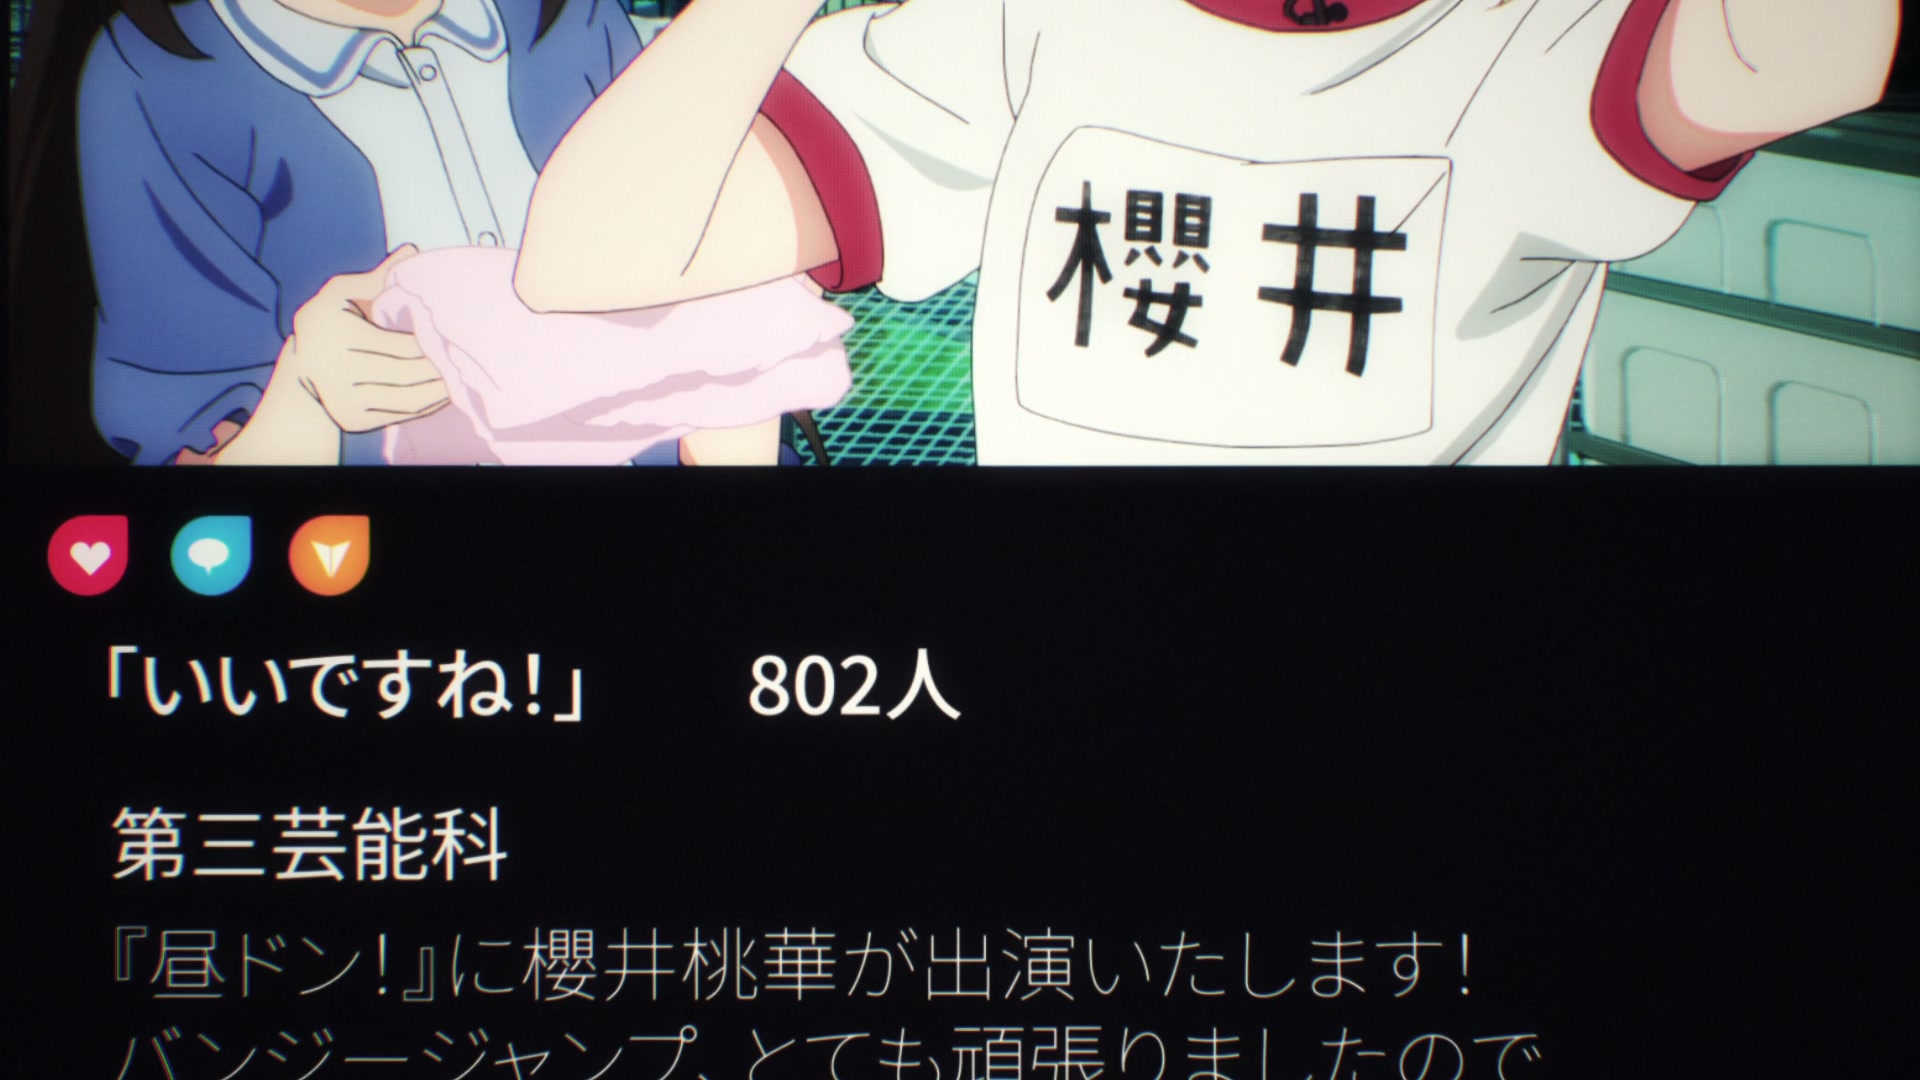 櫻井
「いいですね!」 802人
第三芸能科
『昼ドン!』に櫻井桃華が出演いたします!
バンジージャンプ、とても頑張りましたので